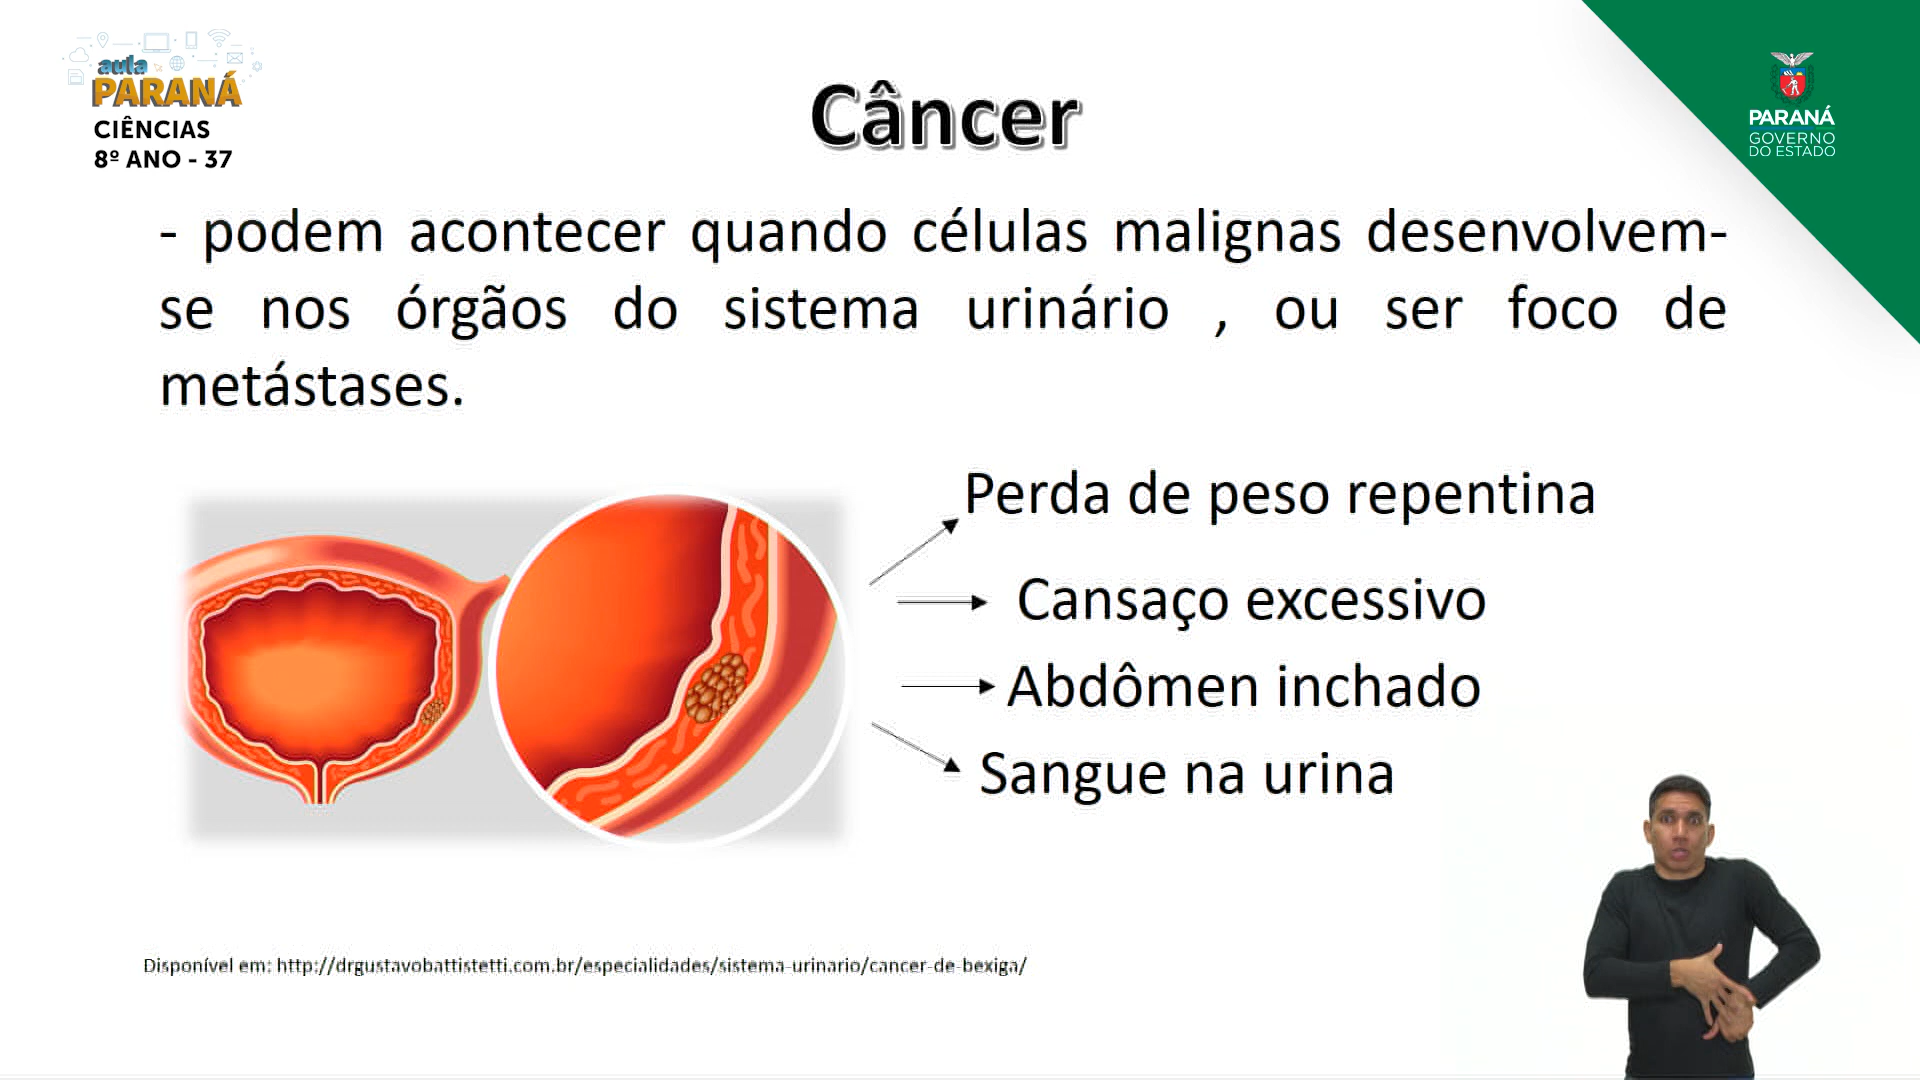 aula
PARANÁ
CIÊNCIAS
8º ANO - 37
Câncer
PARANÁ
GOVERNO
DO ESTADO
- podem acontecer quando células malignas desenvolvem-
se nos órgãos do sistema urinário , ou ser foco de
metástases.
Perda de peso repentina
Cansaço excessivo
Abdômen inchado
Sangue na urina
Disponível em: http://drgustavobattistetti.com.br/especialidades/sistema-urinario/cancer-de-bexiga/